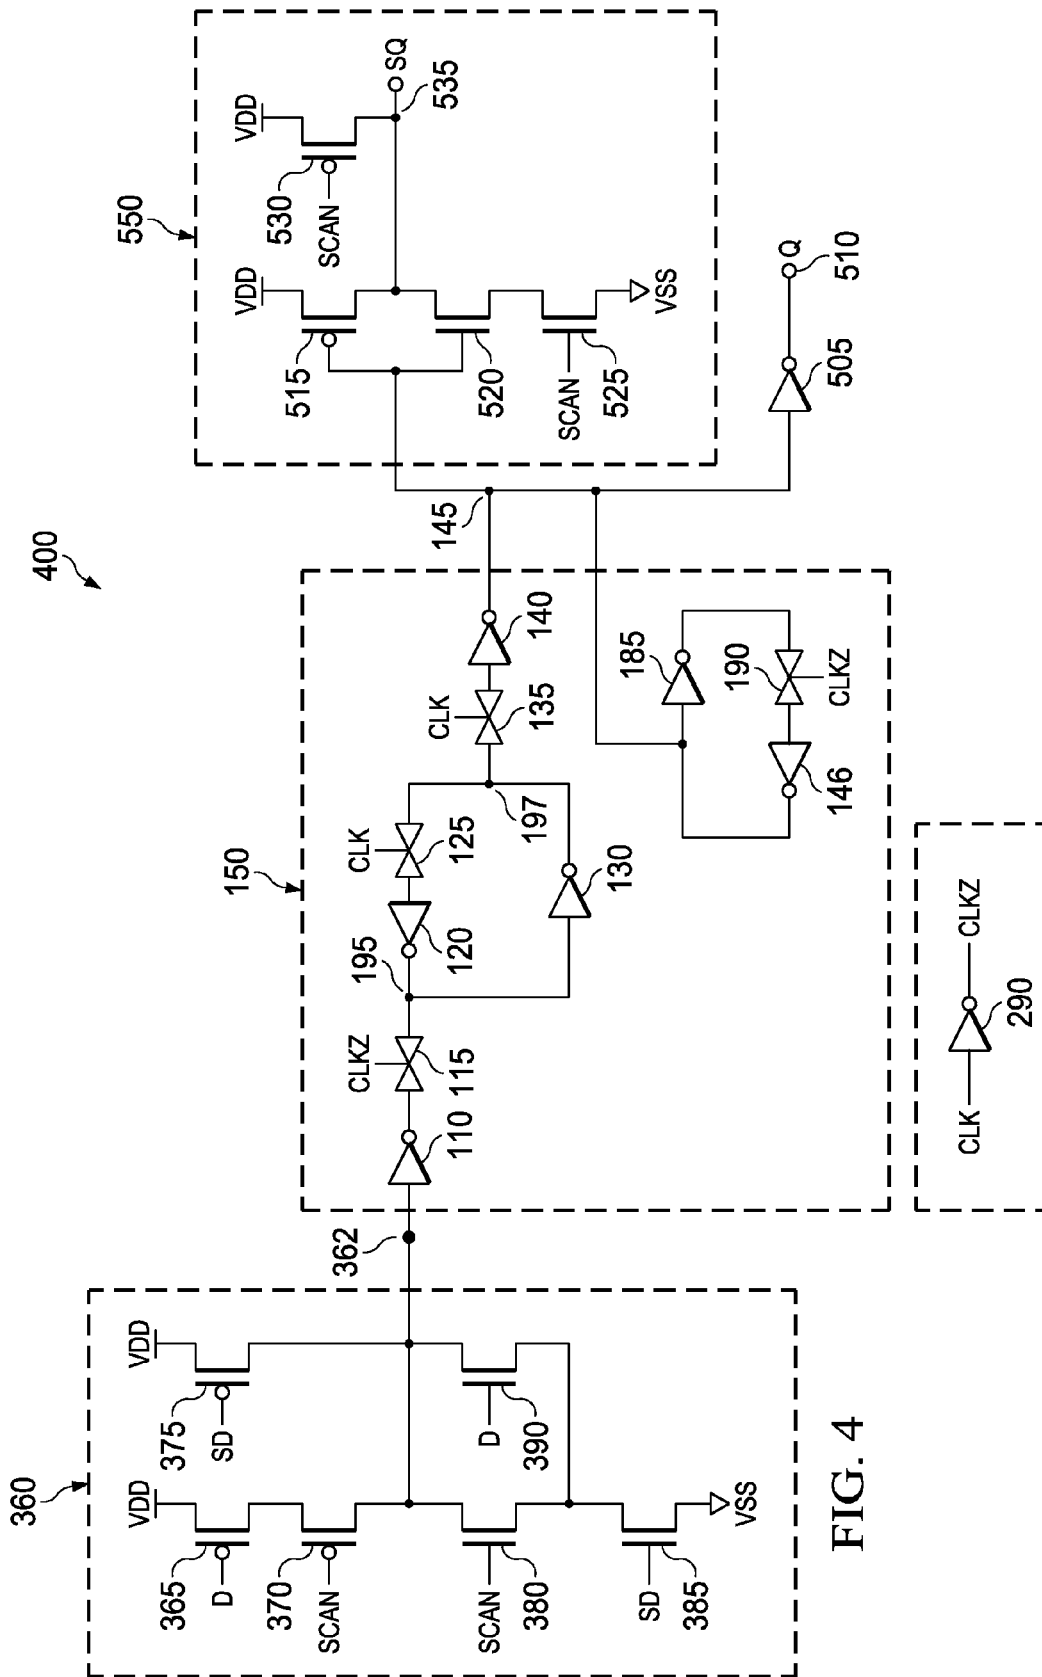 400
360
VDD
VDD
365
D
375
SD
370
SCAN
SCAN
380
D
390
SD
385
VSS
362
150
110
CLKZ
115
195
120
CLK
125
130
197
CLK
135
140
145
185
190
CLKZ
146
CLK
CLKZ
290
550
VDD
VDD
515
530
SCAN
520
SCAN
525
VSS
SQ
535
505
Q
510
FIG. 4